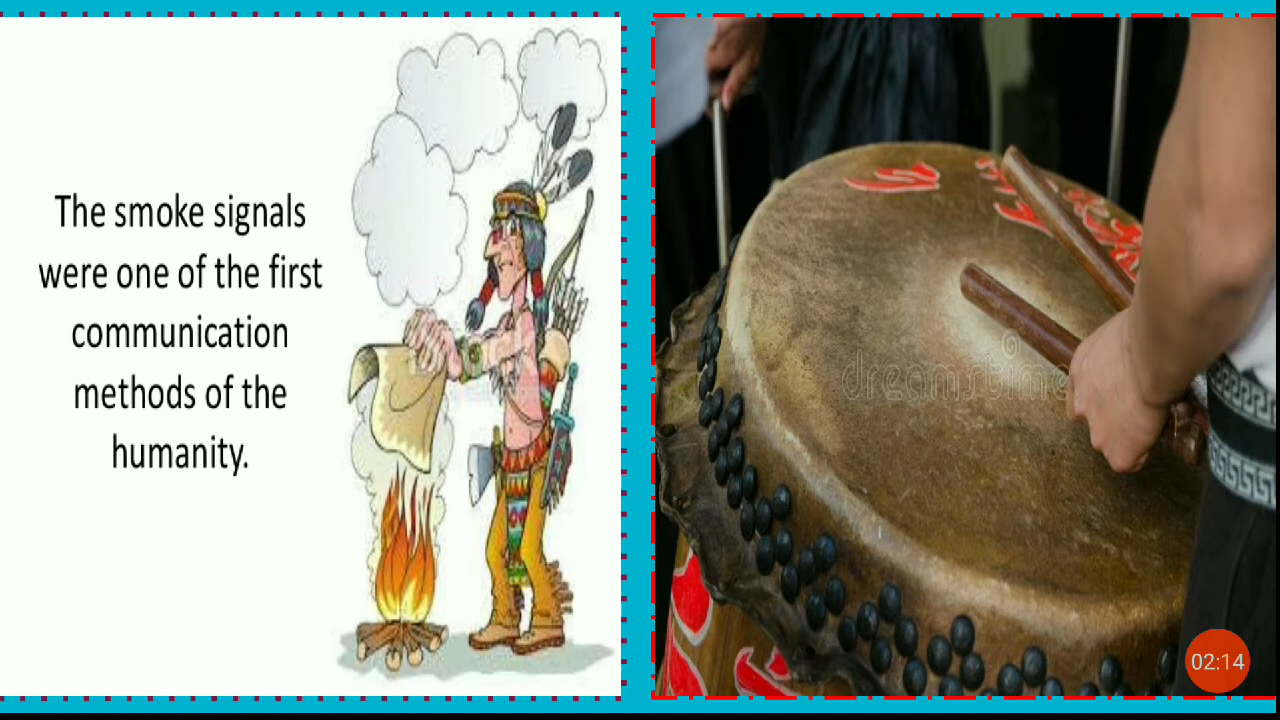 The smoke signals
were one of the first
communication
methods of the
humanity.
dreamstime
02:14